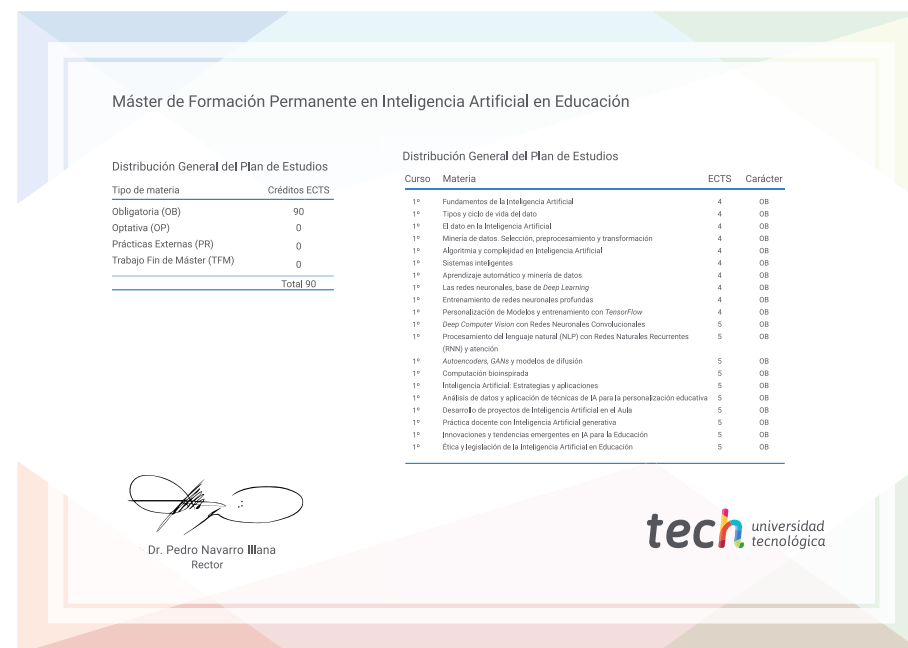 Máster de Formación Permanente en Inteligencia Artificial en Educación
Distribución General del Plan de Estudios
Tipo de materia Créditos ECTS
Obligatoria (OB) 90
Optativa (OP) 0
Prácticas Externas (PR) 0
Trabajo Fin de Máster (TFM) 0
Total 90
Distribución General del Plan de Estudios
Curso Materia ECTS Carácter
1º Fundamentos de la Inteligencia Artificial 4 OB
1º Tipos y ciclo de vida del dato 4 OB
1º El dato en la Inteligencia Artificial 4 OB
1º Minería de datos. Selección, preprocesamiento y transformación 4 OB
1º Algoritmia y complejidad en Inteligencia Artificial 4 OB
1º Sistemas inteligentes 4 OB
1º Aprendizaje automático y minería de datos 4 OB
1º Las redes neuronales, base de Deep Learning 4 OB
1º Entrenamiento de redes neuronales profundas 4 OB
1º Personalización de Modelos y entrenamiento con TensorFlow 4 OB
1º Deep Computer Vision con Redes Neuronales Convolucionales 5 OB
1º Procesamiento del lenguaje natural (NLP) con Redes Naturales Recurrentes 5 OB
(RNN) y atención
1º Autoencoders, GANs y modelos de difusión 5 OB
1º Computación bioinspirada 5 OB
1º Inteligencia Artificial: Estrategias y aplicaciones 5 OB
1º Análisis de datos y aplicación de técnicas de IA para la personalización educativa 5 OB
1º Desarrollo de proyectos de Inteligencia Artificial en el Aula 5 OB
1º Práctica docente con Inteligencia Artificial generativa 5 OB
1º Innovaciones y tendencias emergentes en IA para la Educación 5 OB
1º Ética y legislación de la Inteligencia Artificial en Educación 5 OB
Dr. Pedro Navarro Illana
Rector
tech universidad
tecnológica